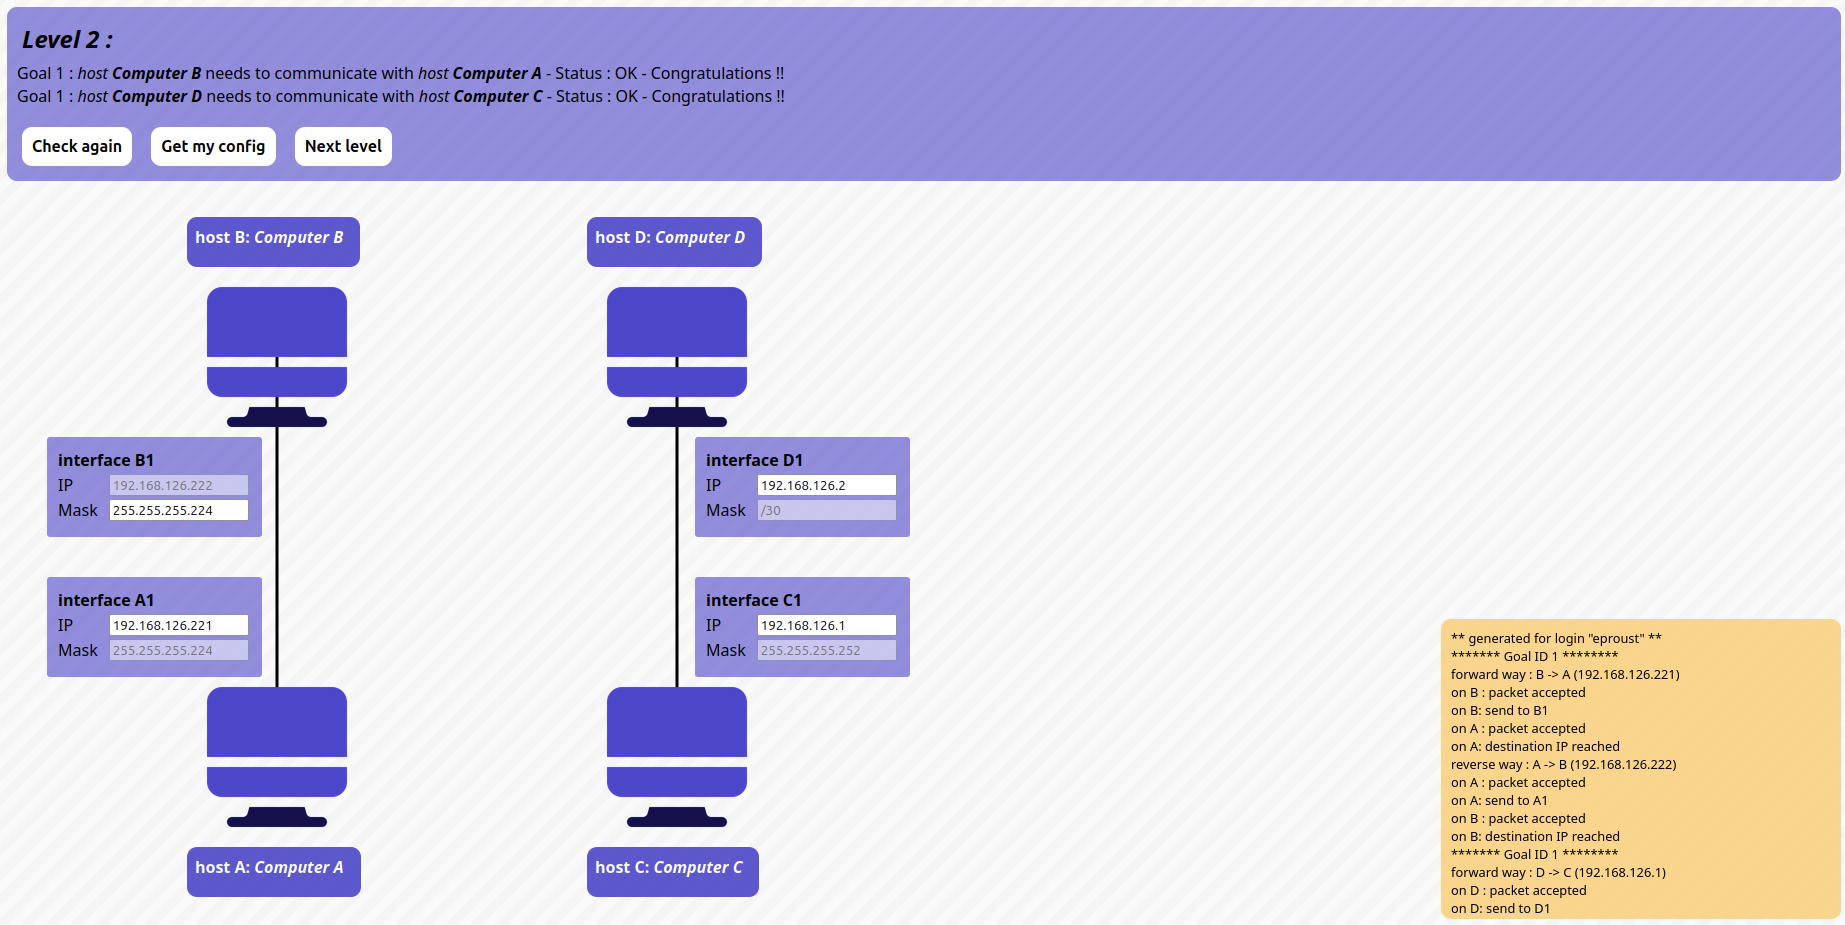 Level 2 :
Goal 1 : host Computer B needs to communicate with host Computer A - Status : OK - Congratulations !!
Goal 1 : host Computer D needs to communicate with host Computer C - Status : OK - Congratulations !!
Check again Get my config Next level
host B: Computer B
host D: Computer D
interface B1
IP 192.168.126.222
Mask 255.255.255.224
interface D1
IP 192.168.126.2
Mask /30
interface A1
IP 192.168.126.221
Mask 255.255.255.224
interface C1
IP 192.168.126.1
Mask 255.255.255.252
host A: Computer A
host C: Computer C
** generated for login "eproust" **
******* Goal ID 1 ********
forward way : B -> A (192.168.126.221)
on B : packet accepted
on B: send to B1
on A : packet accepted
on A: destination IP reached
reverse way : A -> B (192.168.126.222)
on A : packet accepted
on A: send to A1
on B : packet accepted
on B: destination IP reached
******* Goal ID 1 ********
forward way : D -> C (192.168.126.1)
on D : packet accepted
on D: send to D1